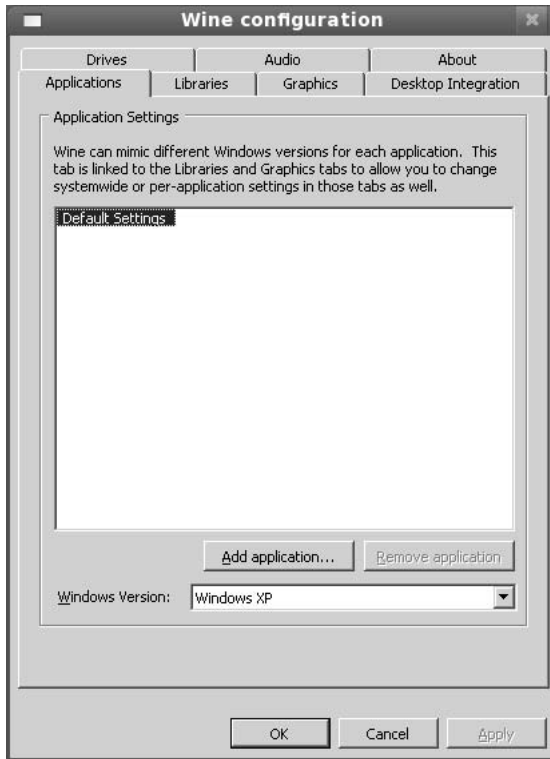 Wine configuration
Drives
Audio
About
Applications
Libraries
Graphics
Desktop Integration
Application Settings
Wine can mimic different Windows versions for each application. This
tab is linked to the Libraries and Graphics tabs to allow you to change
systemwide or per-application settings in those tabs as well.
Default Settings
Add application...
Remove application
Windows Version:
Windows XP
OK
Cancel
Apply